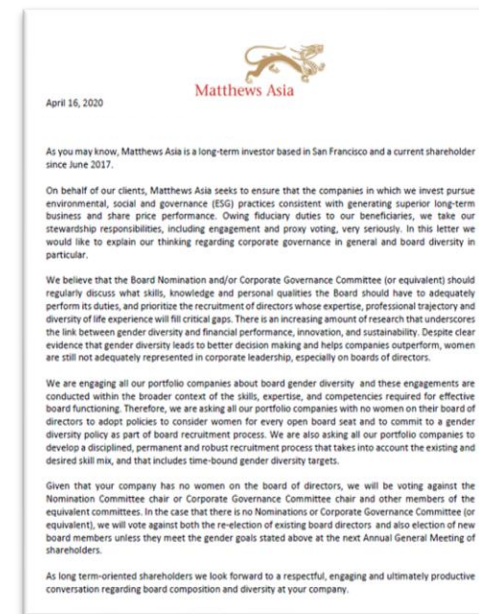 Matthews Asia
April 16, 2020
As you may know, Matthews Asia is a long-term investor based in San Francisco and a current shareholder
since June 2017.
On behalf of our clients, Matthews Asia seeks to ensure that the companies in which we invest pursue
environmental, social and governance (ESG) practices consistent with generating superior long-term
business and share price performance. Owing fiduciary duties to our beneficiaries, we take our
stewardship responsibilities, including engagement and proxy voting, very seriously. In this letter we
would like to explain our thinking regarding corporate governance in general and board diversity in
particular.
We believe that the Board Nomination and/or Corporate Governance Committee (or equivalent) should
regularly discuss what skills, knowledge and personal qualities the Board should have to adequately
perform its duties, and prioritize the recruitment of directors whose expertise, professional trajectory and
diversity of life experience will fill critical gaps. There is an increasing amount of research that underscores
the link between gender diversity and financial performance, innovation, and sustainability. Despite clear
evidence that gender diversity leads to better decision making and helps companies outperform, women
are still not adequately represented in corporate leadership, especially on boards of directors.
We are engaging all our portfolio companies about board gender diversity and these engagements are
conducted within the broader context of the skills, expertise, and competencies required for effective
board functioning. Therefore, we are asking all our portfolio companies with no women on their board of
directors to adopt policies to consider women for every open board seat and to commit to a gender
diversity policy as part of board recruitment process. We are also asking all our portfolio companies to
develop a disciplined, permanent and robust recruitment process that takes into account the existing and
desired skill mix, and that includes time-bound gender diversity targets.
Given that your company has no women on the board of directors, we will be voting against the
Nomination Committee chair or Corporate Governance Committee chair and other members of the
equivalent committees. In the case that there is no Nominations or Corporate Governance Committee (or
equivalent), we will vote against both the re-election of existing board directors and also election of new
board members unless they meet the gender goals stated above at the next Annual General Meeting of
shareholders.
As long term-oriented shareholders we look forward to a respectful, engaging and ultimately productive
conversation regarding board composition and diversity at your company.